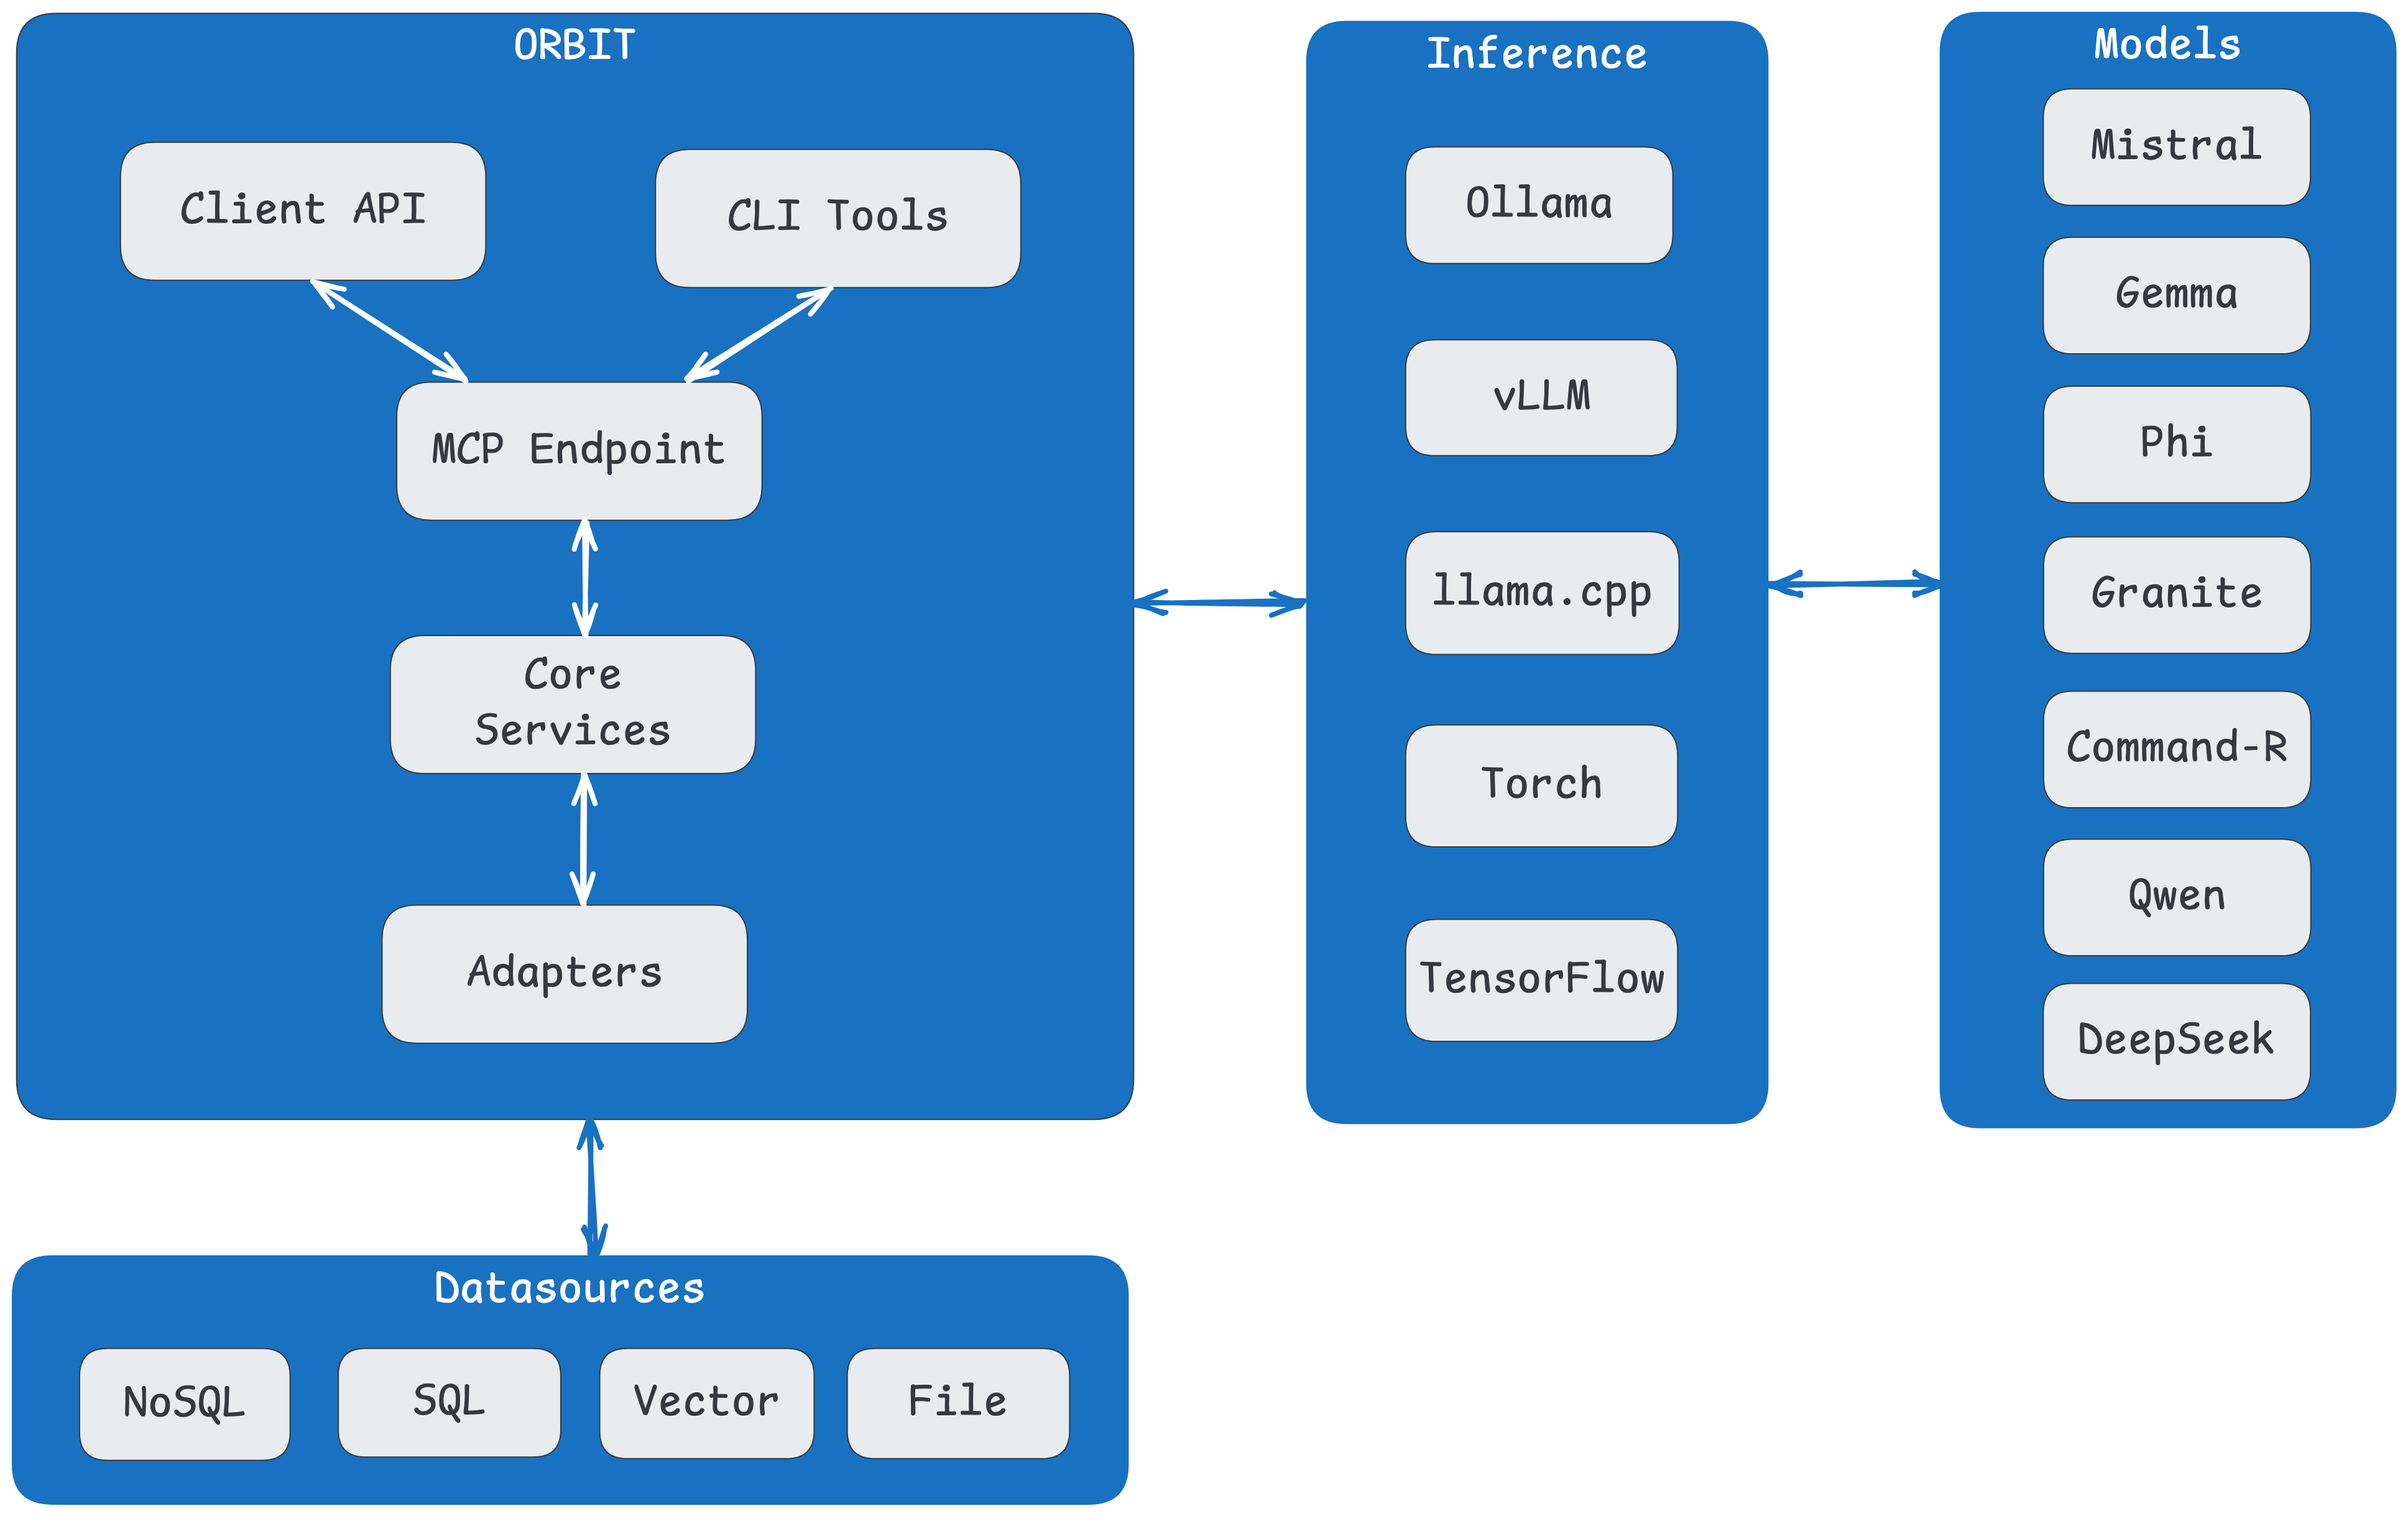 ORBIT
Client API
CLI Tools
MCP Endpoint
Core
Services
Adapters
Inference
Ollama
vLLM
llama.cpp
Torch
TensorFlow
Models
Mistral
Gemma
Phi
Granite
Command-R
Qwen
DeepSeek
Datasources
NoSQL
SQL
Vector
File